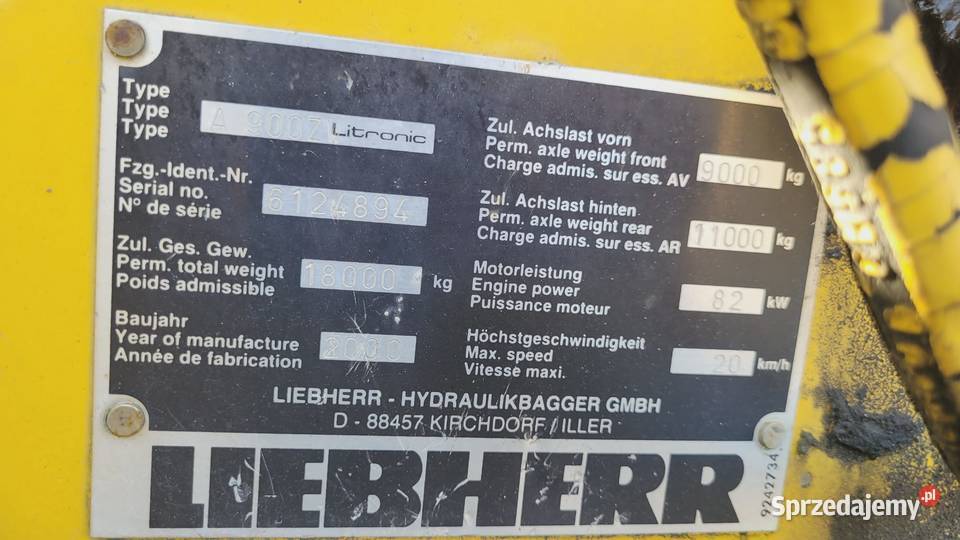 Type
Type
Type
A 900Z Litronic
Fzg.-Ident.-Nr.
Serial no.
N° de série
6124894
Zul. Ges. Gew.
Perm. total weight
Poids admissible
18000 kg
Baujahr
Year of manufacture
Année de fabrication
2000
Zul. Achslast vorn
Perm. axle weight front
Charge admis. sur ess. AV
9000 kg
Zul. Achslast hinten
Perm. axle weight rear
Charge admis. sur ess. AR
11000 kg
Motorleistung
Engine power
Puissance moteur
82 kW
Höchstgeschwindigkeit
Max. speed
Vitesse maxi.
20 km/h
LIEBHERR - HYDRAULIKBAGGER GMBH
D - 88457 KIRCHDORF / ILLER
LIEBHERR
9242734
Sprzedajemy.pl